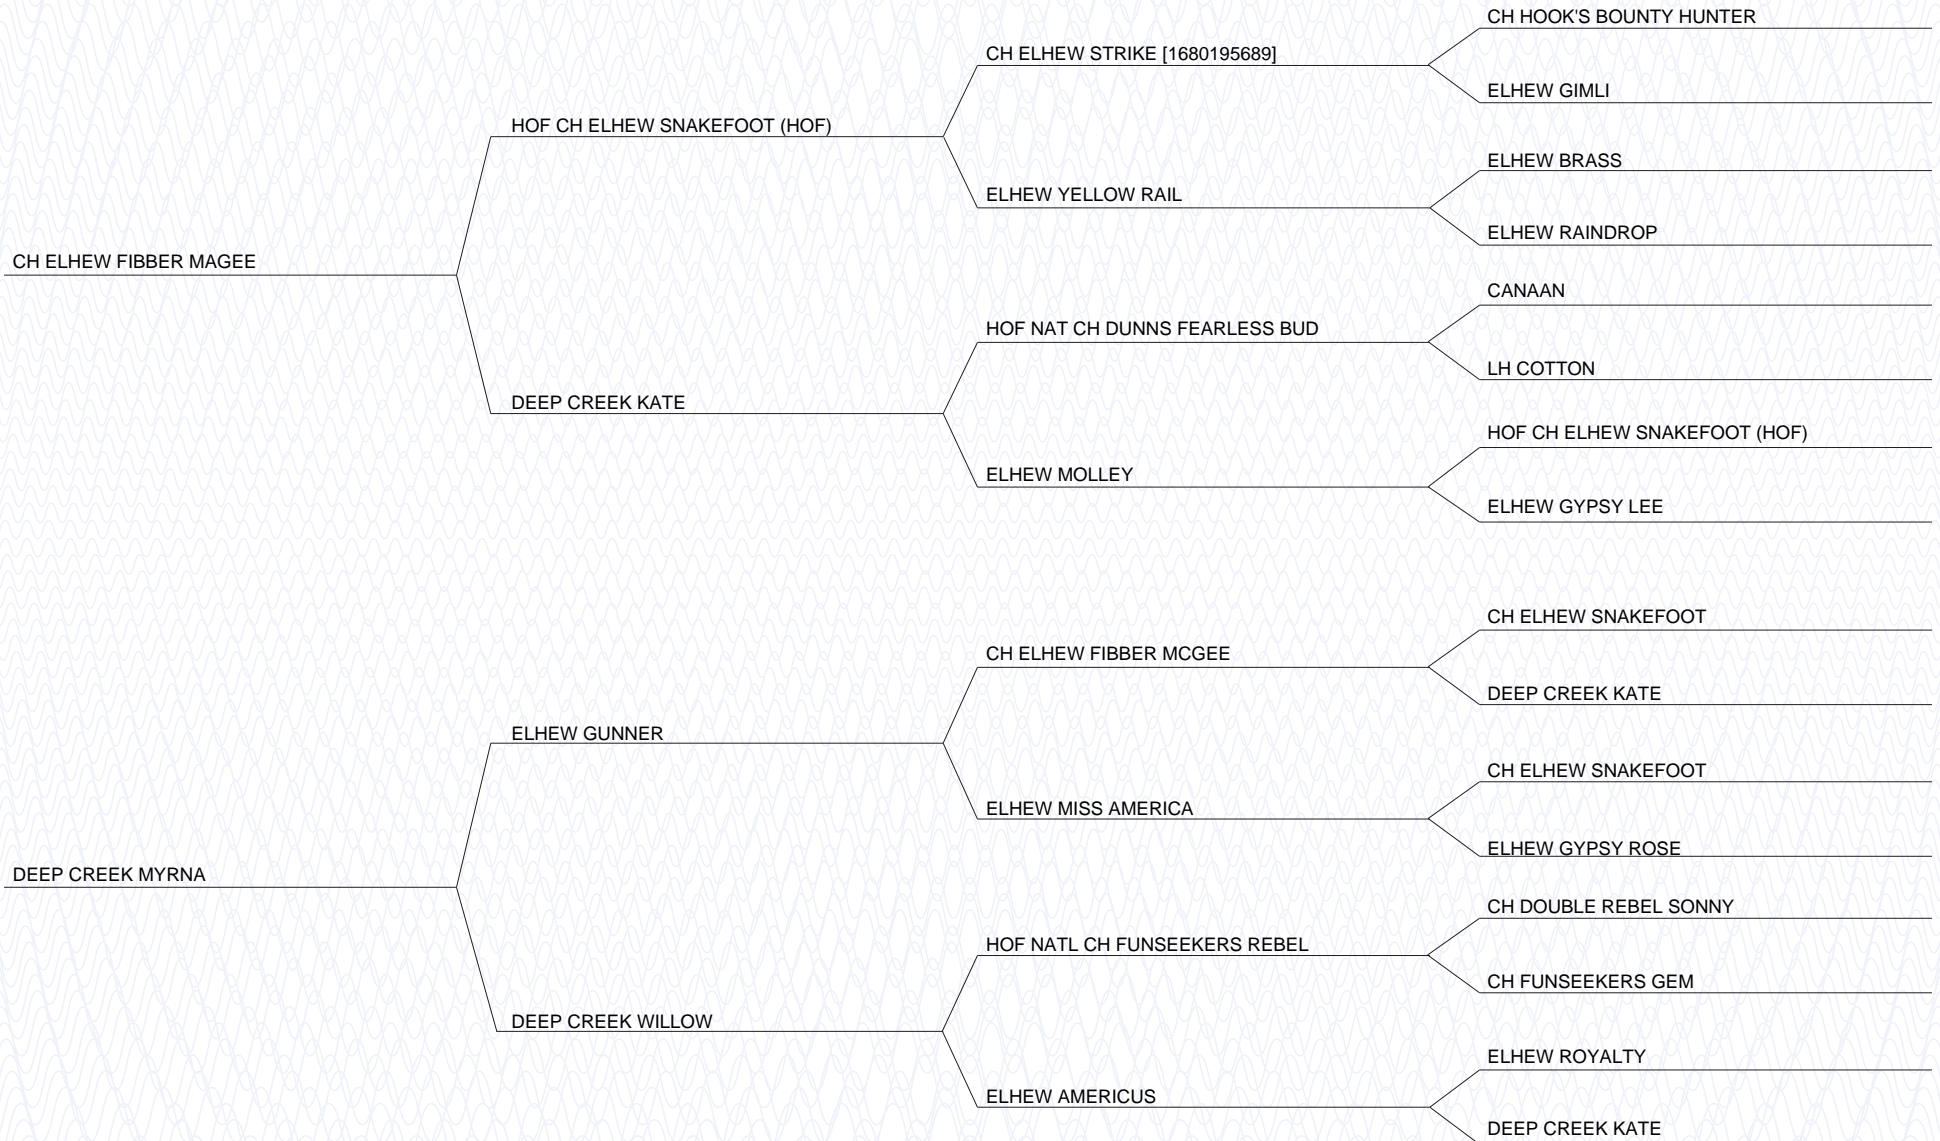 CH HOOK'S BOUNTY HUNTER
CH ELHEW STRIKE [1680195689]
ELHEW GIMLI
HOF CH ELHEW SNAKEFOOT (HOF)
ELHEW BRASS
ELHEW YELLOW RAIL
ELHEW RAINDROP
CH ELHEW FIBBER MAGEE
CANAAN
HOF NAT CH DUNNS FEARLESS BUD
LH COTTON
DEEP CREEK KATE
HOF CH ELHEW SNAKEFOOT (HOF)
ELHEW MOLLEY
ELHEW GYPSY LEE
CH ELHEW SNAKEFOOT
CH ELHEW FIBBER MCGEE
DEEP CREEK KATE
ELHEW GUNNER
CH ELHEW SNAKEFOOT
ELHEW MISS AMERICA
ELHEW GYPSY ROSE
DEEP CREEK MYRNA
CH DOUBLE REBEL SONNY
HOF NATL CH FUNSEEKERS REBEL
CH FUNSEEKERS GEM
DEEP CREEK WILLOW
ELHEW ROYALTY
ELHEW AMERICUS
DEEP CREEK KATE